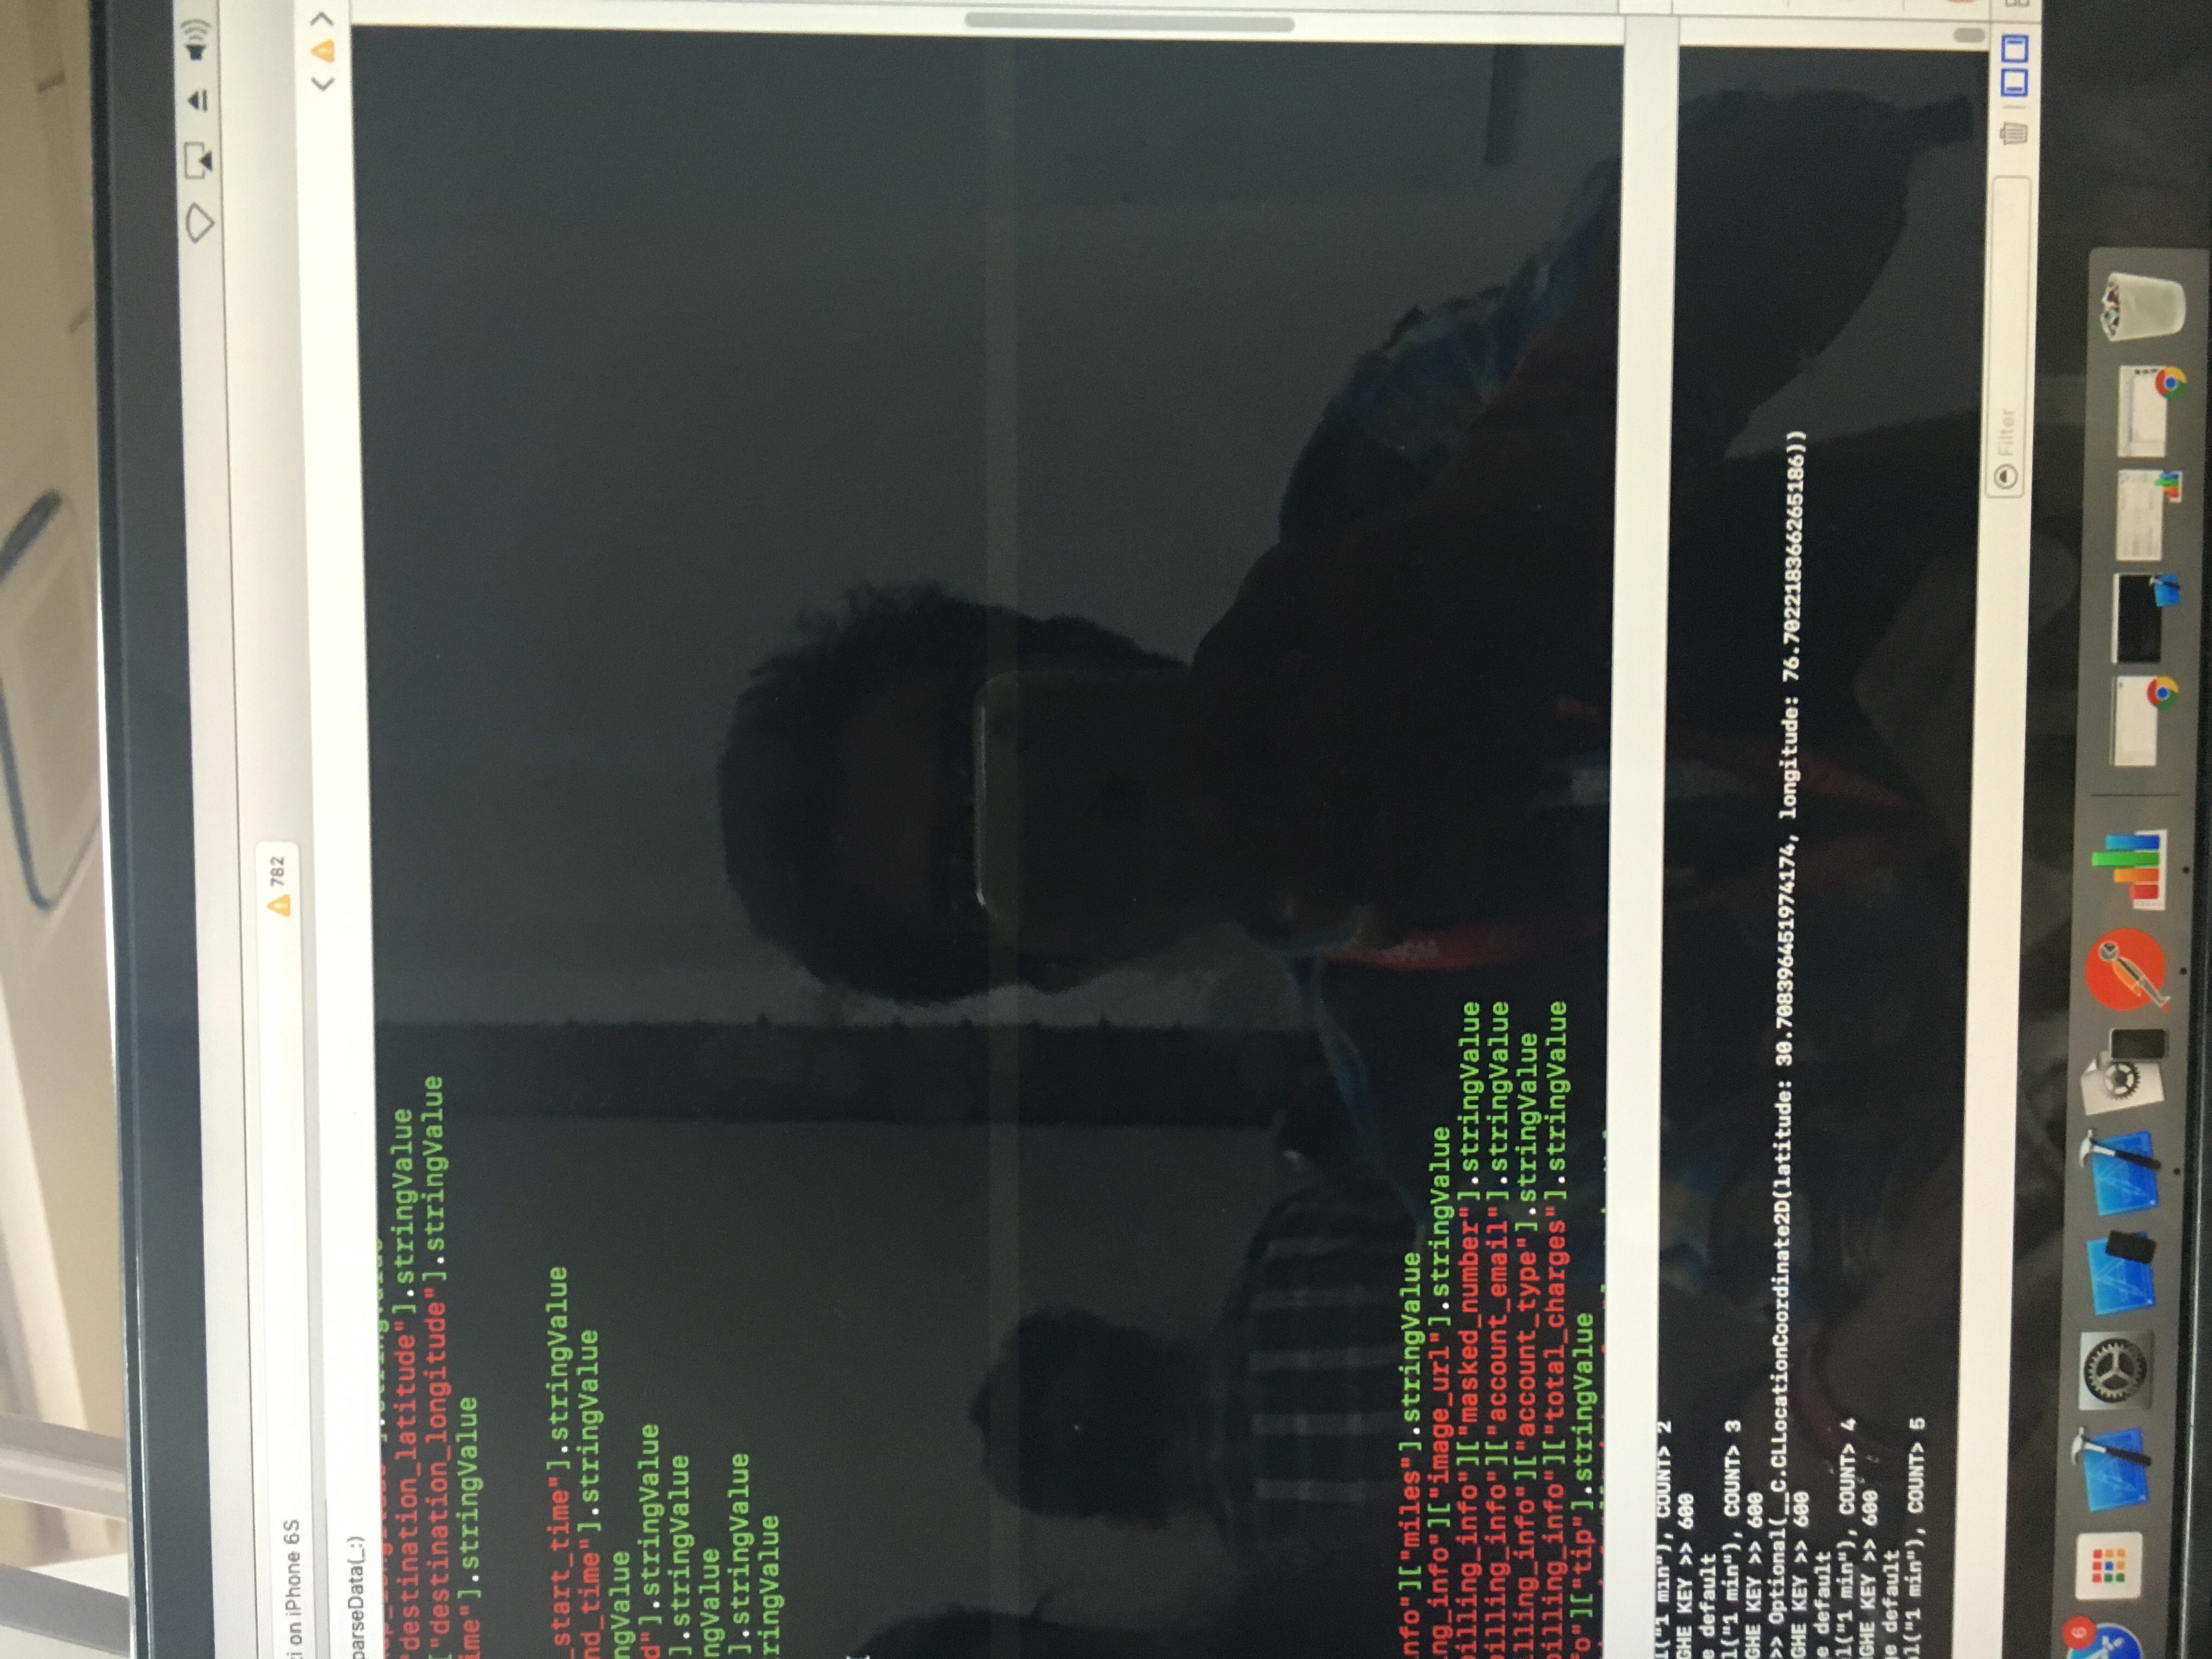 i on iPhone 6S
782
parseData(_:)
"destination_latitude"].stringValue
["destination_longitude"].stringValue
ime"].stringValue
_start_time"].stringValue
nd_time"].stringValue
ngValue
d"].stringValue
].stringValue
ngValue
].stringValue
ringValue
nfo"]["miles"].stringValue
ng_info"]["image_url"].stringValue
billing_info"]["masked_number"].stringValue
billing_info"]["account_email"].stringValue
illing_info"]["account_type"].stringValue
billing_info"]["total_charges"].stringValue
fo"]["tip"].stringValue
l("1 min"), COUNT> 2
GHE KEY >> 600
e default
l("1 min"), COUNT> 3
GHE KEY >> 600
>> Optional(__C.CLLocationCoordinate2D(latitude: 30.708396451974174, longitude: 76.702218366265186))
GHE KEY >> 600
e default
l("1 min"), COUNT> 4
GHE KEY >> 600
ge default
al("1 min"), COUNT> 5
Filter
6